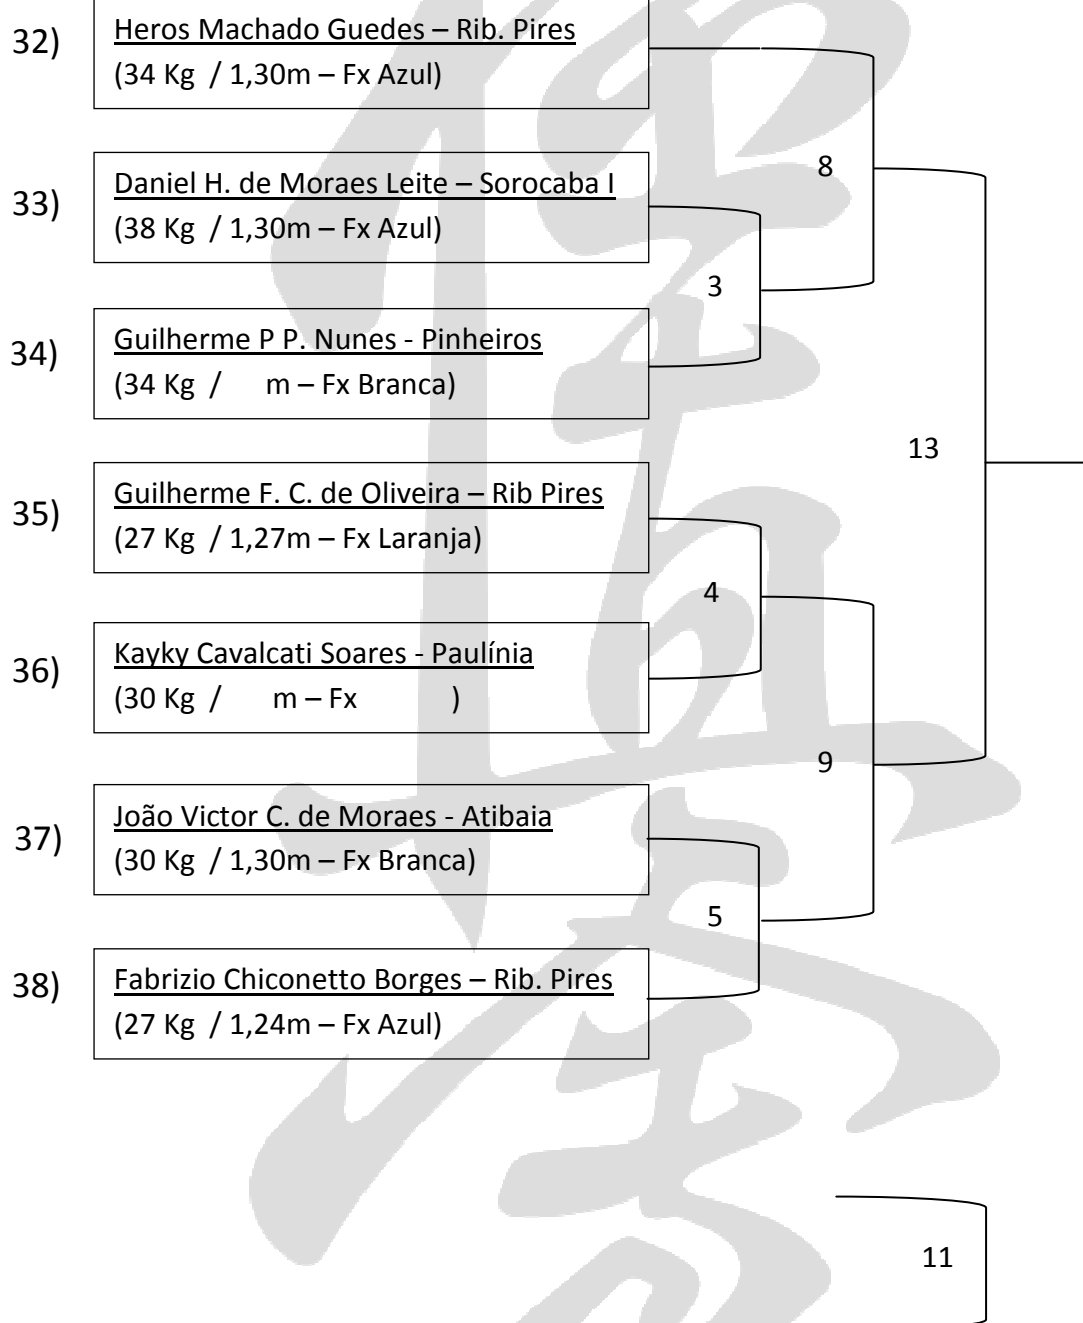 32) Heros Machado Guedes – Rib. Pires
(34 Kg / 1,30m – Fx Azul)
8
33) Daniel H. de Moraes Leite – Sorocaba I
(38 Kg / 1,30m – Fx Azul)
3
34) Guilherme P P. Nunes - Pinheiros
(34 Kg / m – Fx Branca)
13
35) Guilherme F. C. de Oliveira – Rib Pires
(27 Kg / 1,27m – Fx Laranja)
4
36) Kayky Cavalcati Soares - Paulínia
(30 Kg / m – Fx )
9
37) João Victor C. de Moraes - Atibaia
(30 Kg / 1,30m – Fx Branca)
5
38) Fabrizio Chiconetto Borges – Rib. Pires
(27 Kg / 1,24m – Fx Azul)
11